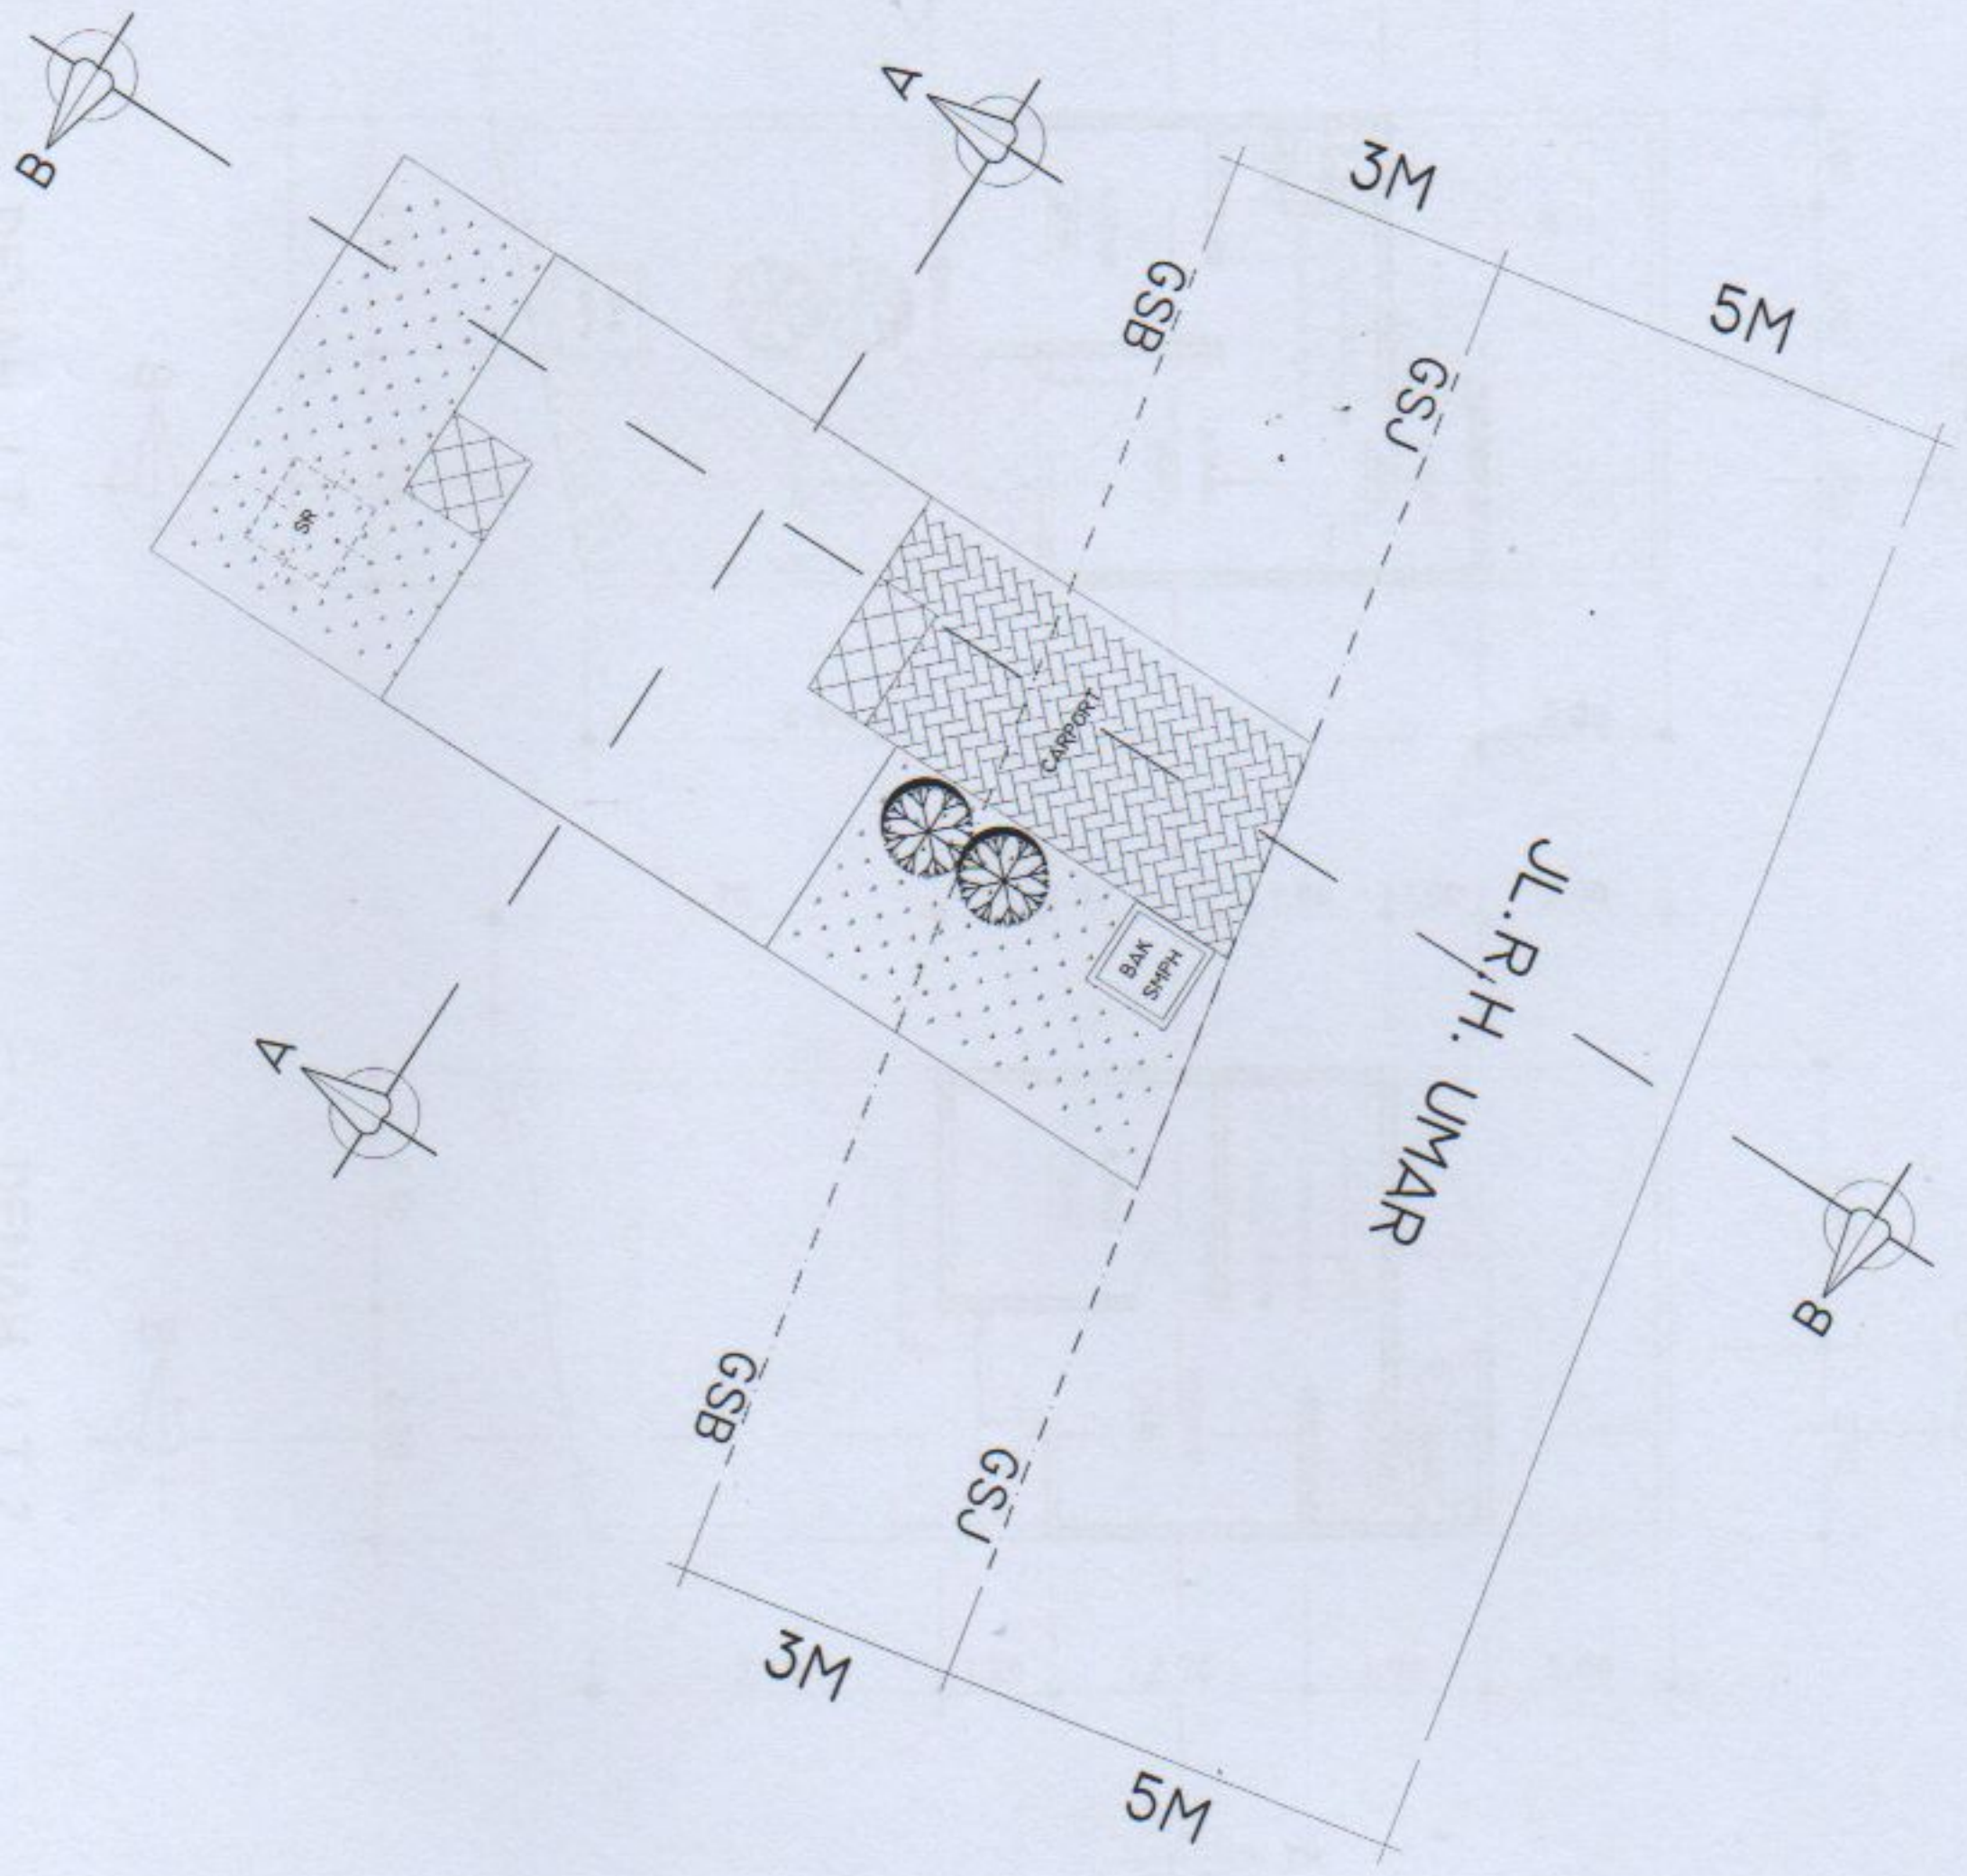 B
A
3M
5M
GSB
GSJ
SR
CARPORT
BAK
SMPH
JL.R.H. UMAR
A
B
GSB
GSJ
3M
5M